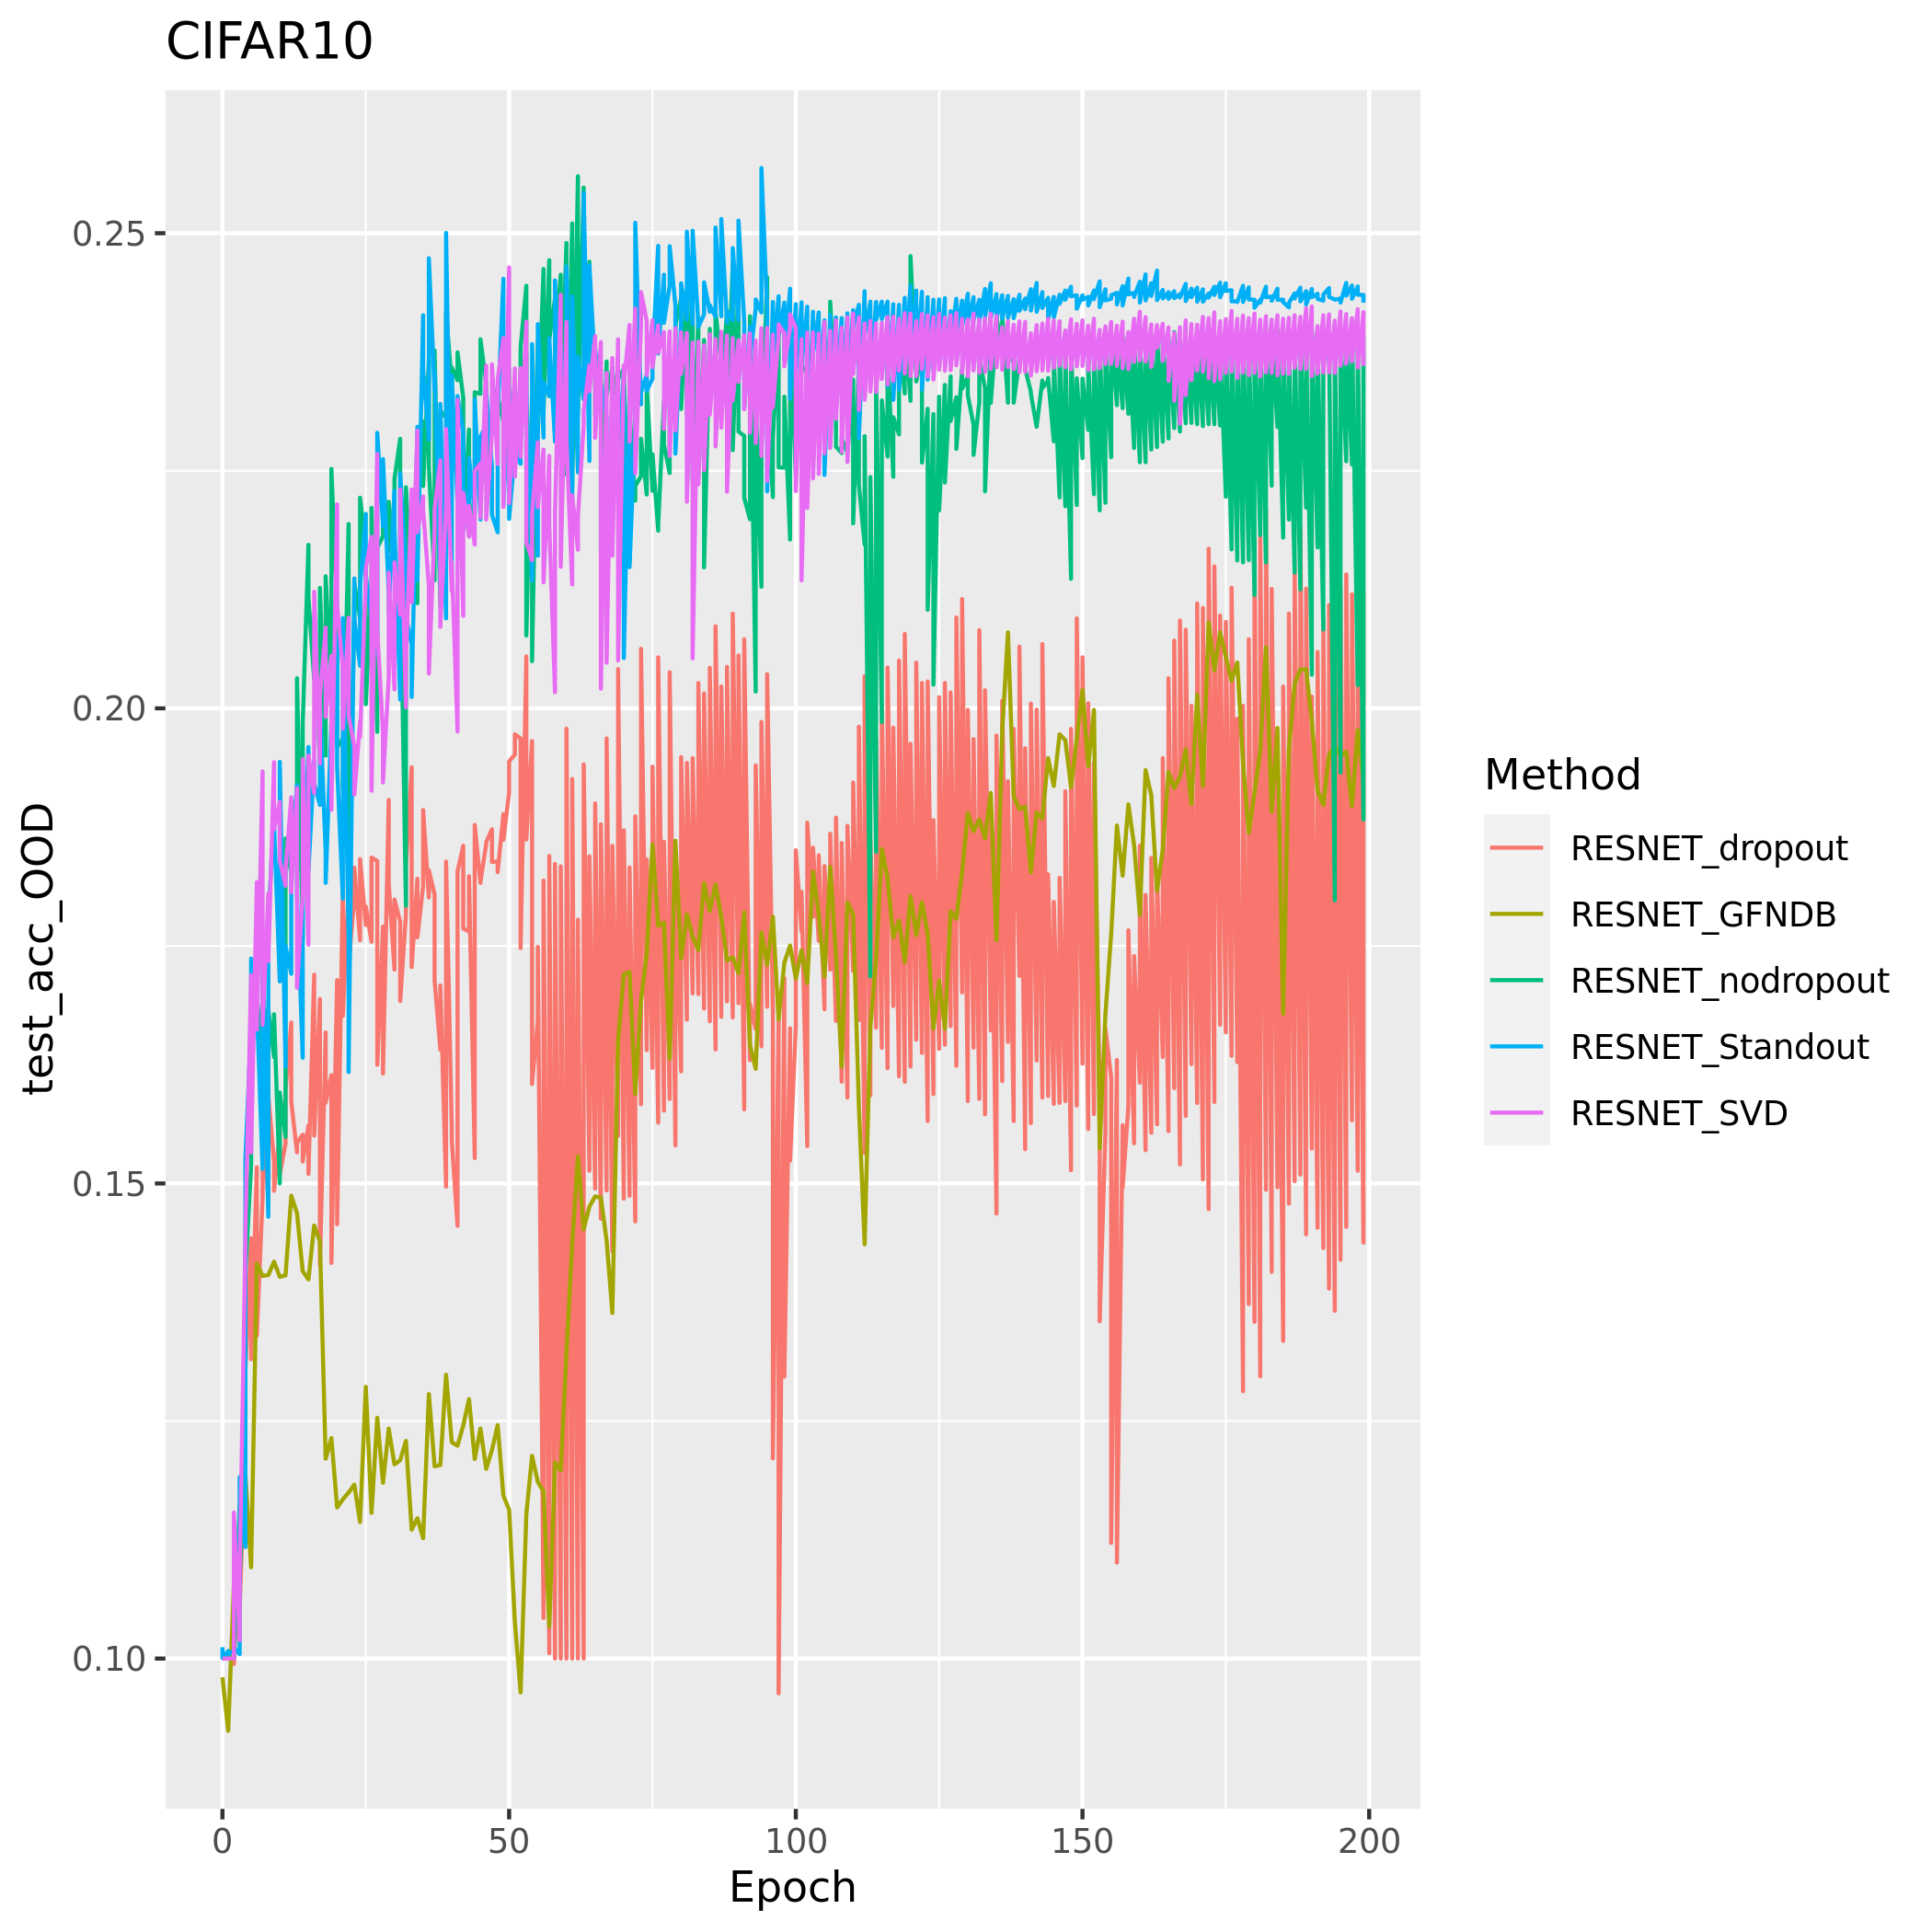 CIFAR10
0.25
0.20
0.15
0.10
test_acc_OOD
0 50 100 150 200
Epoch
Method
RESNET_dropout
RESNET_GFNDB
RESNET_nodropout
RESNET_Standout
RESNET_SVD